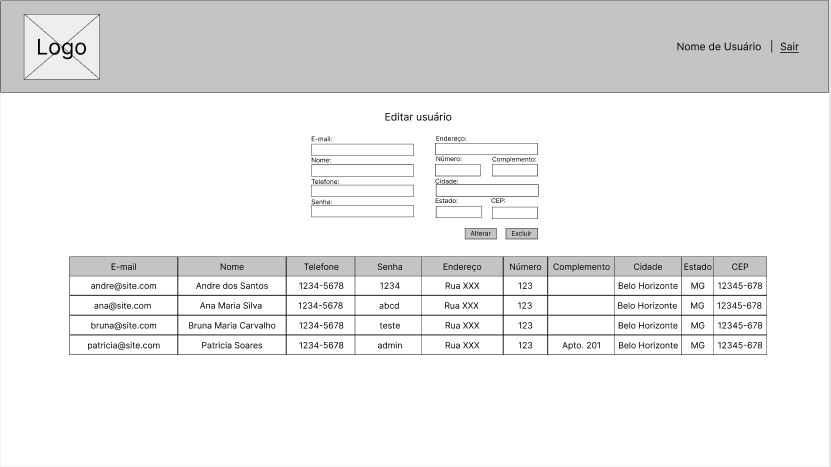 Logo
Nome de Usuário | Sair
Editar usuário
E-mail: Endereço:
Nome: Número: Complemento:
Telefone: Cidade:
Senha: Estado: CEP:
Alterar Excluir
E-mail Nome Telefone Senha Endereço Número Complemento Cidade Estado CEP
andre@site.com Andre dos Santos 1234-5678 1234 Rua XXX 123 Belo Horizonte MG 12345-678
ana@site.com Ana Maria Silva 1234-5678 abcd Rua XXX 123 Belo Horizonte MG 12345-678
bruna@site.com Bruna Maria Carvalho 1234-5678 teste Rua XXX 123 Belo Horizonte MG 12345-678
patricia@site.com Patricia Soares 1234-5678 admin Rua XXX 123 Apto. 201 Belo Horizonte MG 12345-678